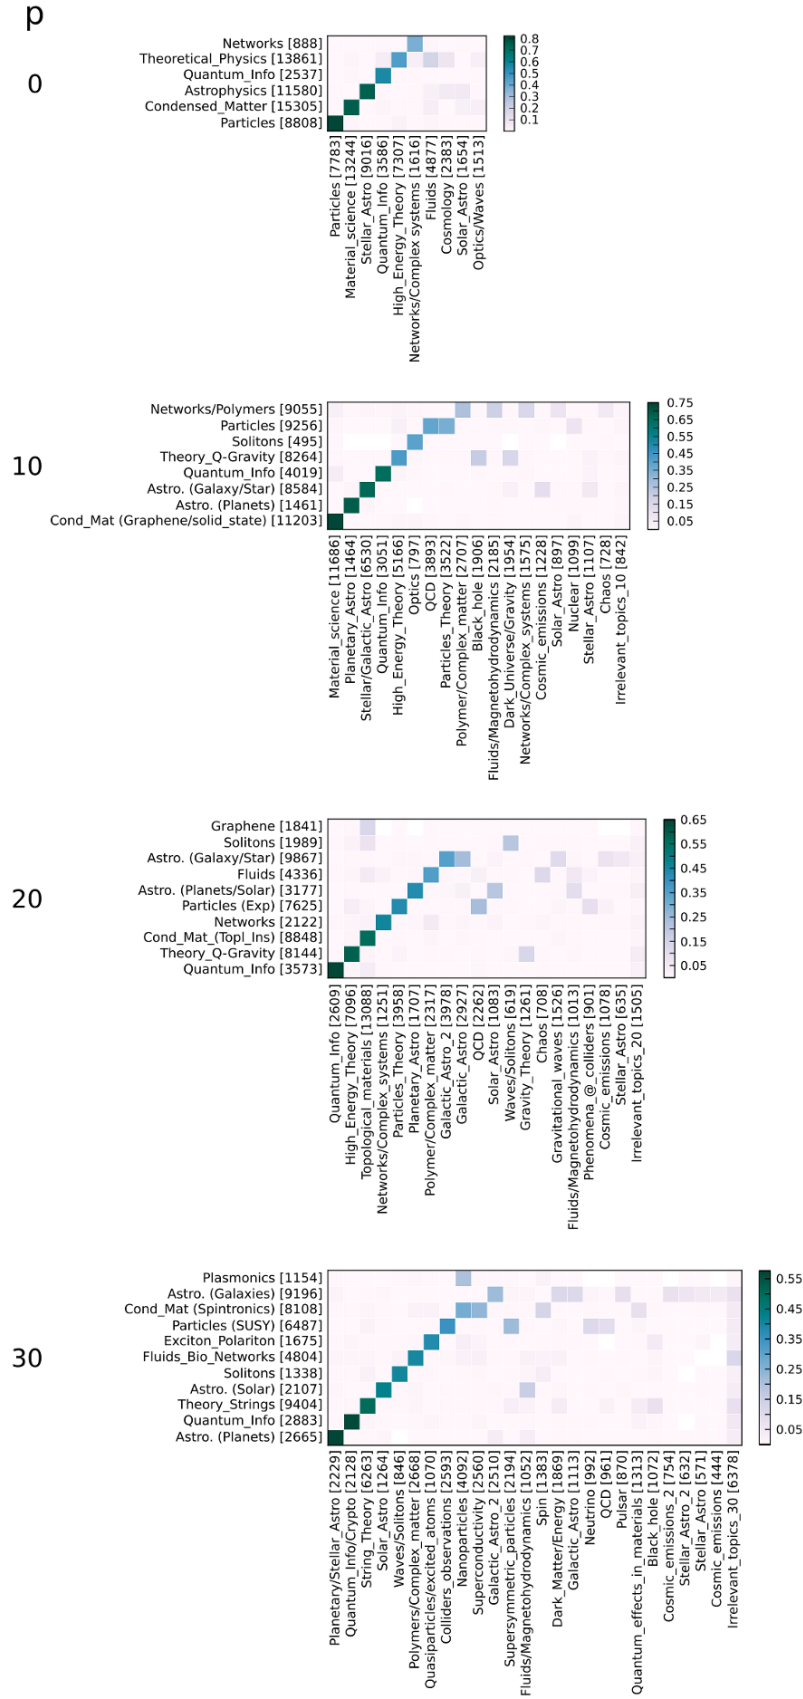 p
0
Networks [888]
Theoretical_Physics [13861]
Quantum_Info [2537]
Astrophysics [11580]
Condensed_Matter [15305]
Particles [8808]
0.8
0.7
0.6
0.5
0.4
0.3
0.2
0.1
Particles [7783]
Material_science [13244]
Stellar_Astro [9016]
Quantum_Info [3586]
High_Energy_Theory [7307]
Networks/Complex systems [1616]
Fluids [4877]
Cosmology [2383]
Solar_Astro [1654]
Optics/Waves [1513]
10
Networks/Polymers [9055]
Particles [9256]
Solitons [495]
Theory_Q-Gravity [8264]
Quantum_Info [4019]
Astro. (Galaxy/Star) [8584]
Astro. (Planets) [1461]
Cond_Mat (Graphene/solid_state) [11203]
0.75
0.65
0.55
0.45
0.35
0.25
0.15
0.05
Material_science [11686]
Planetary_Astro [1464]
Stellar/Galactic_Astro [6530]
Quantum_Info [3051]
High_Energy_Theory [5166]
Optics [797]
QCD [3893]
Particles_Theory [3522]
Polymer/Complex_matter [2707]
Black_hole [1906]
Fluids/Magnetohydrodynamics [2185]
Dark_Universe/Gravity [1954]
Networks/Complex_systems [1575]
Cosmic_emissions [1228]
Solar_Astro [897]
Nuclear [1099]
Stellar_Astro [1107]
Chaos [728]
Irrelevant_topics_10 [842]
20
Graphene [1841]
Solitons [1989]
Astro. (Galaxy/Star) [9867]
Fluids [4336]
Astro. (Planets/Solar) [3177]
Particles (Exp) [7625]
Networks [2122]
Cond_Mat_(Topl_Ins) [8848]
Theory_Q-Gravity [8144]
Quantum_Info [3573]
0.65
0.55
0.45
0.35
0.25
0.15
0.05
Quantum_Info [2609]
High_Energy_Theory [7096]
Topological_materials [13088]
Networks/Complex_systems [1251]
Particles_Theory [3958]
Planetary_Astro [1707]
Polymer/Complex_matter [2317]
Galactic_Astro_2 [3978]
Galactic_Astro [2927]
QCD [2262]
Solar_Astro [1083]
Waves/Solitons [619]
Gravity_Theory [1261]
Chaos [708]
Gravitational_waves [1526]
Fluids/Magnetohydrodynamics [1013]
Phenomena_@_colliders [901]
Cosmic_emissions [1078]
Stellar_Astro [635]
Irrelevant_topics_20 [1505]
30
Plasmonics [1154]
Astro. (Galaxies) [9196]
Cond_Mat (Spintronics) [8108]
Particles (SUSY) [6487]
Exciton_Polariton [1675]
Fluids_Bio_Networks [4804]
Solitons [1338]
Astro. (Solar) [2107]
Theory_Strings [9404]
Quantum_Info [2883]
Astro. (Planets) [2665]
0.55
0.45
0.35
0.25
0.15
0.05
Planetary/Stellar_Astro [2229]
Quantum_Info/Crypto [2128]
String_Theory [6263]
Solar_Astro [1264]
Waves/Solitons [846]
Polymers/Complex_matter [2668]
Quasiparticles/excited_atoms [1070]
Colliders_observations [2593]
Nanoparticles [4092]
Superconductivity [2560]
Galactic_Astro_2 [2510]
Supersymmetric_particles [2194]
Fluids/Magnetohydrodynamics [1052]
Spin [1383]
Dark_Matter/Energy [1869]
Galactic_Astro [1113]
Neutrino [992]
QCD [961]
Pulsar [870]
Quantum_effects_in_materials [1313]
Black_hole [1072]
Cosmic_emissions_2 [754]
Stellar_Astro_2 [632]
Stellar_Astro [571]
Cosmic_emissions [444]
Irrelevant_topics_30 [6378]